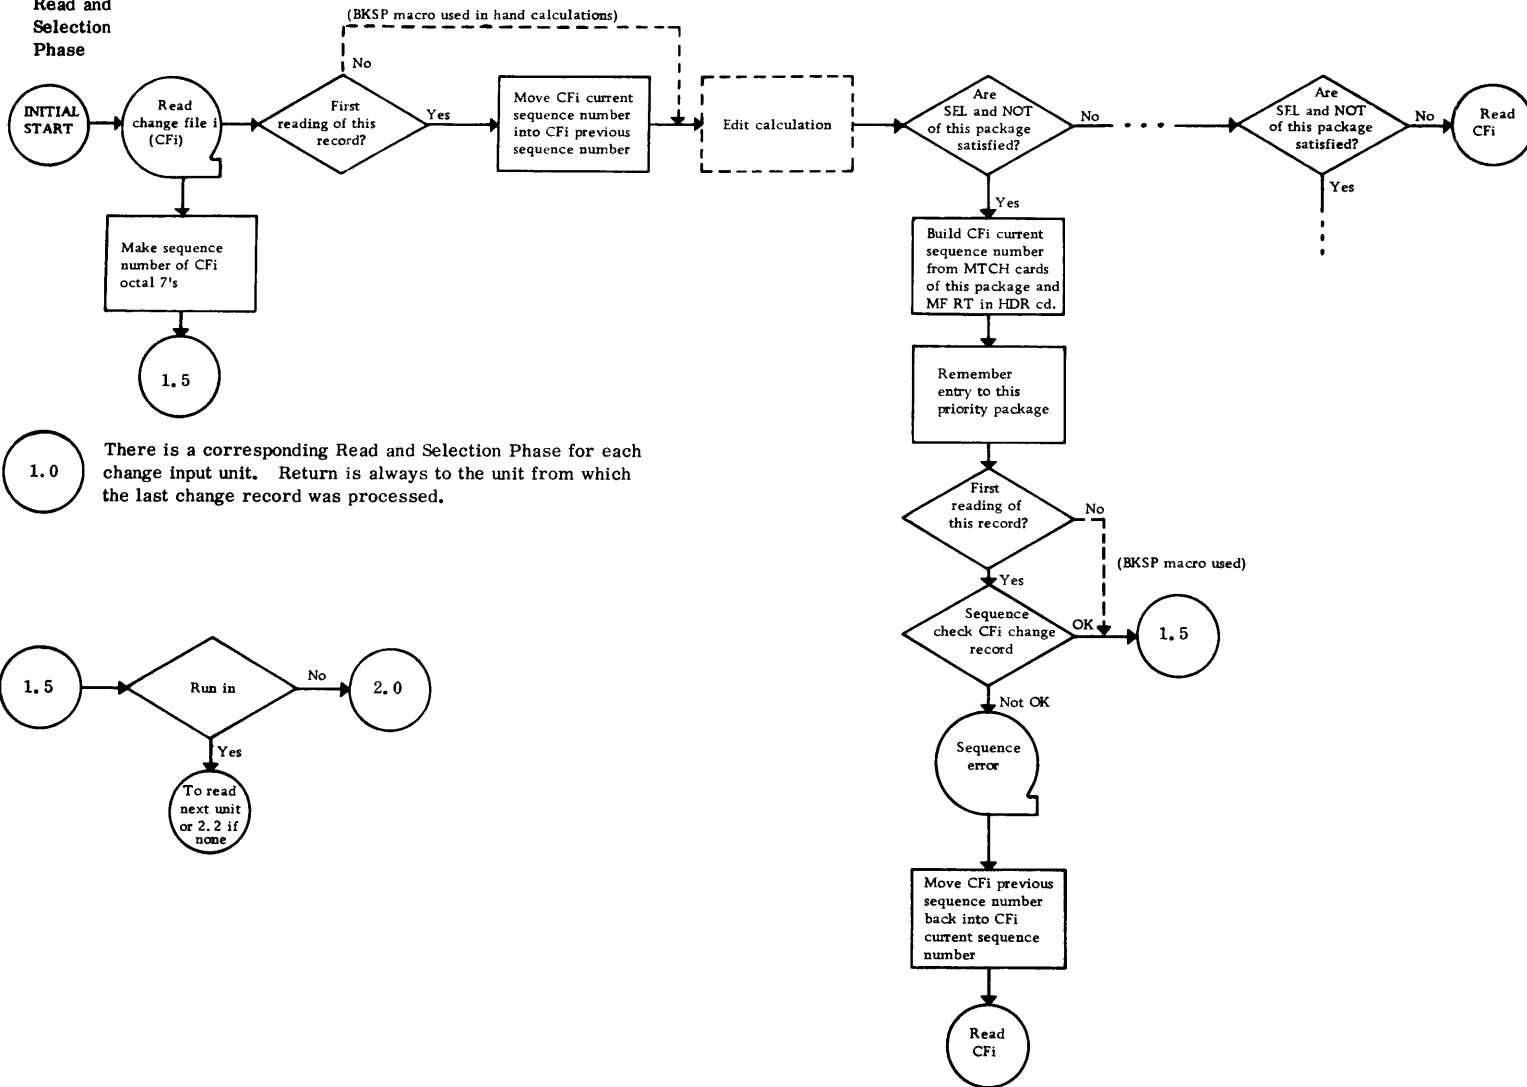 Read and
Selection
Phase
(BKSP macro used in hand calculations)
INITIAL
START
Read
change file i
(CFi)
First
reading of this
record?
No
Yes
Move CFi current
sequence number
into CFi previous
sequence number
Edit calculation
Are
SEL and NOT
of this package
satisfied?
No
. . .
Are
SEL and NOT
of this package
satisfied?
No
Read
CFi
Yes
Yes
Make sequence
number of CFi
octal 7's
1.5
Build CFi current
sequence number
from MTCH cards
of this package and
MF RT in HDR cd.
Remember
entry to this
priority package
1.0
There is a corresponding Read and Selection Phase for each
change input unit. Return is always to the unit from which
the last change record was processed.
First
reading of
this record?
No
(BKSP macro used)
Yes
Sequence
check CFi change
record
OK
1.5
Not OK
1.5
Run in
No
2.0
Yes
To read
next unit
or 2.2 if
none
Sequence
error
Move CFi previous
sequence number
back into CFi
current sequence
number
Read
CFi